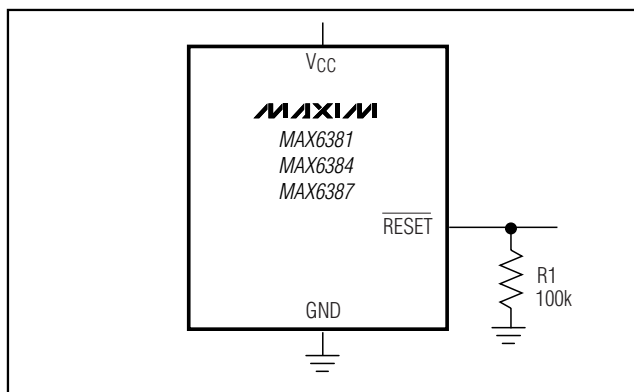 VCC
MAXIM
MAX6381
MAX6384
MAX6387
RESET
R1
100k
GND